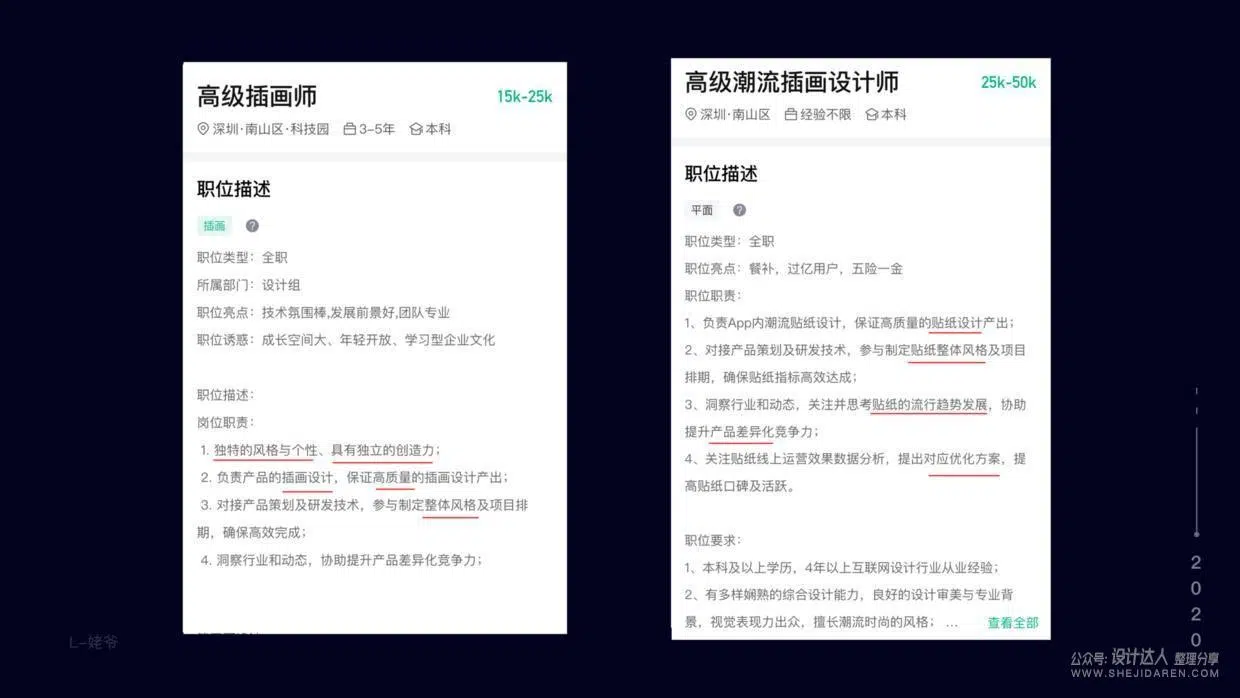 高级插画师
15k-25k
深圳·南山区·科技园 3-5年 本科
职位描述
插画 ?
职位类型：全职
所属部门：设计组
职位亮点：技术氛围棒,发展前景好,团队专业
职位诱惑：成长空间大、年轻开放、学习型企业文化
职位描述：
岗位职责：
1. 独特的风格与个性、具有独立的创造力；
2. 负责产品的插画设计，保证高质量的插画设计产出；
3. 对接产品策划及研发技术，参与制定整体风格及项目排
期，确保高效完成；
4. 洞察行业和动态，协助提升产品差异化竞争力；
高级潮流插画设计师
25k-50k
深圳·南山区 经验不限 本科
职位描述
平面 ?
职位类型：全职
职位亮点：餐补，过亿用户，五险一金
职位职责：
1、负责App内潮流贴纸设计，保证高质量的贴纸设计产出；
2、对接产品策划及研发技术，参与制定贴纸整体风格及项目
排期，确保贴纸指标高效达成；
3、洞察行业和动态，关注并思考贴纸的流行趋势发展，协助
提升产品差异化竞争力；
4、关注贴纸线上运营效果数据分析，提出对应优化方案，提
高贴纸口碑及活跃。
职位要求：
1、本科及以上学历，4年以上互联网设计行业从业经验；
2、有多样娴熟的综合设计能力，良好的设计审美与专业背
景，视觉表现力出众，擅长潮流时尚的风格； ... 查看全部
2020
L-姥爷
公众号: 设计达人 整理分享
WWW.SHEJIDAREN.COM